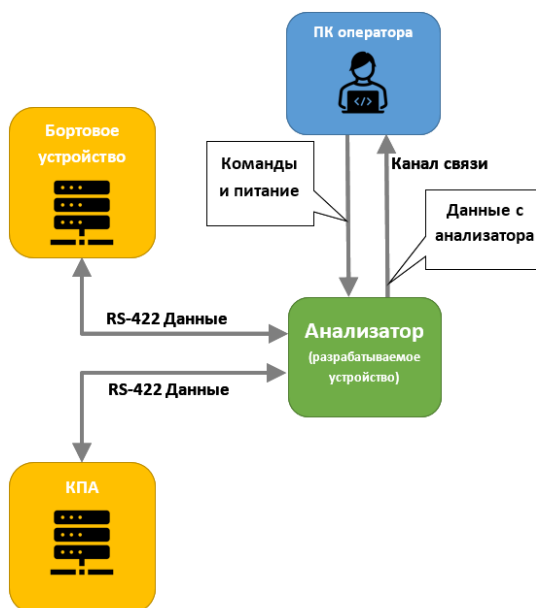 ПК оператора
Бортовое
устройство
Команды
и питание
Канал связи
Данные с
анализатора
RS-422 Данные
Анализатор
(разрабатываемое
устройство)
RS-422 Данные
КПА